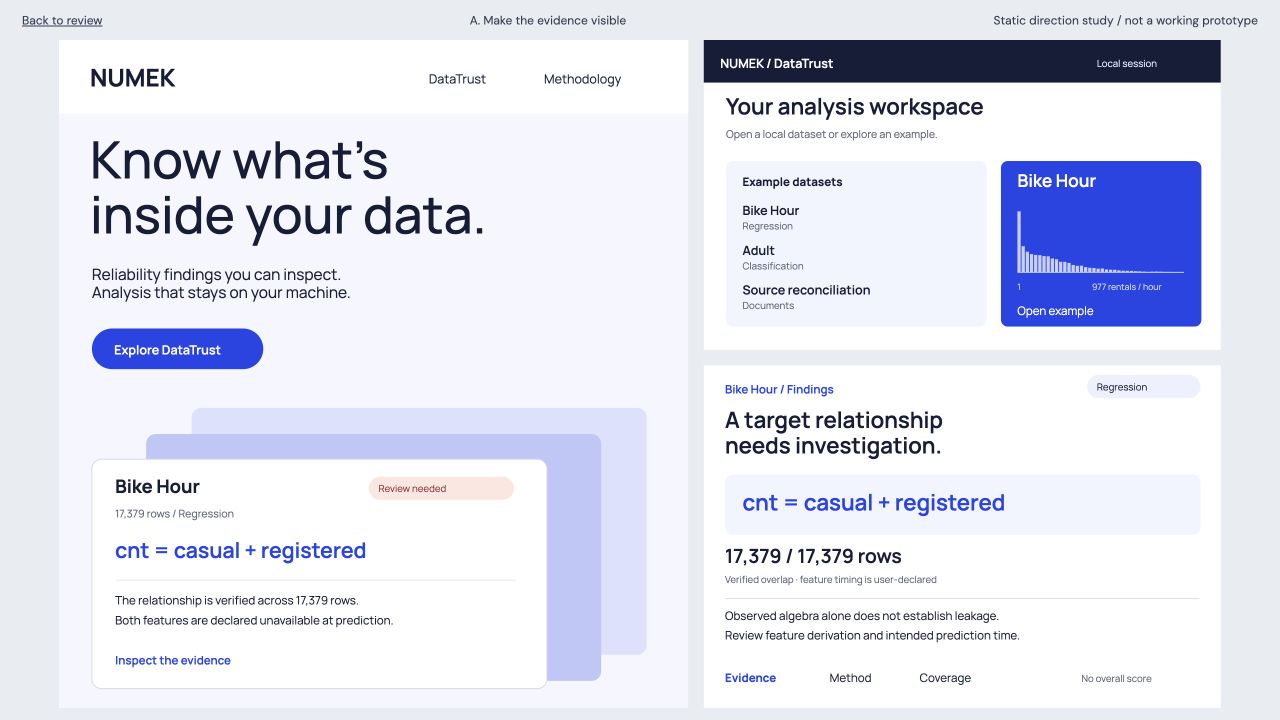 Back to review
A. Make the evidence visible
Static direction study / not a working prototype
NUMEK
DataTrust
Methodology
Know what’s
inside your data.
Reliability findings you can inspect.
Analysis that stays on your machine.
Explore DataTrust
Bike Hour
Review needed
17,379 rows / Regression
cnt = casual + registered
The relationship is verified across 17,379 rows.
Both features are declared unavailable at prediction.
Inspect the evidence
NUMEK / DataTrust
Local session
Your analysis workspace
Open a local dataset or explore an example.
Example datasets
Bike Hour
Regression
Adult
Classification
Source reconciliation
Documents
Bike Hour
1
977 rentals / hour
Open example
Bike Hour / Findings
Regression
A target relationship
needs investigation.
cnt = casual + registered
17,379 / 17,379 rows
Verified overlap · feature timing is user-declared
Observed algebra alone does not establish leakage.
Review feature derivation and intended prediction time.
Evidence
Method
Coverage
No overall score